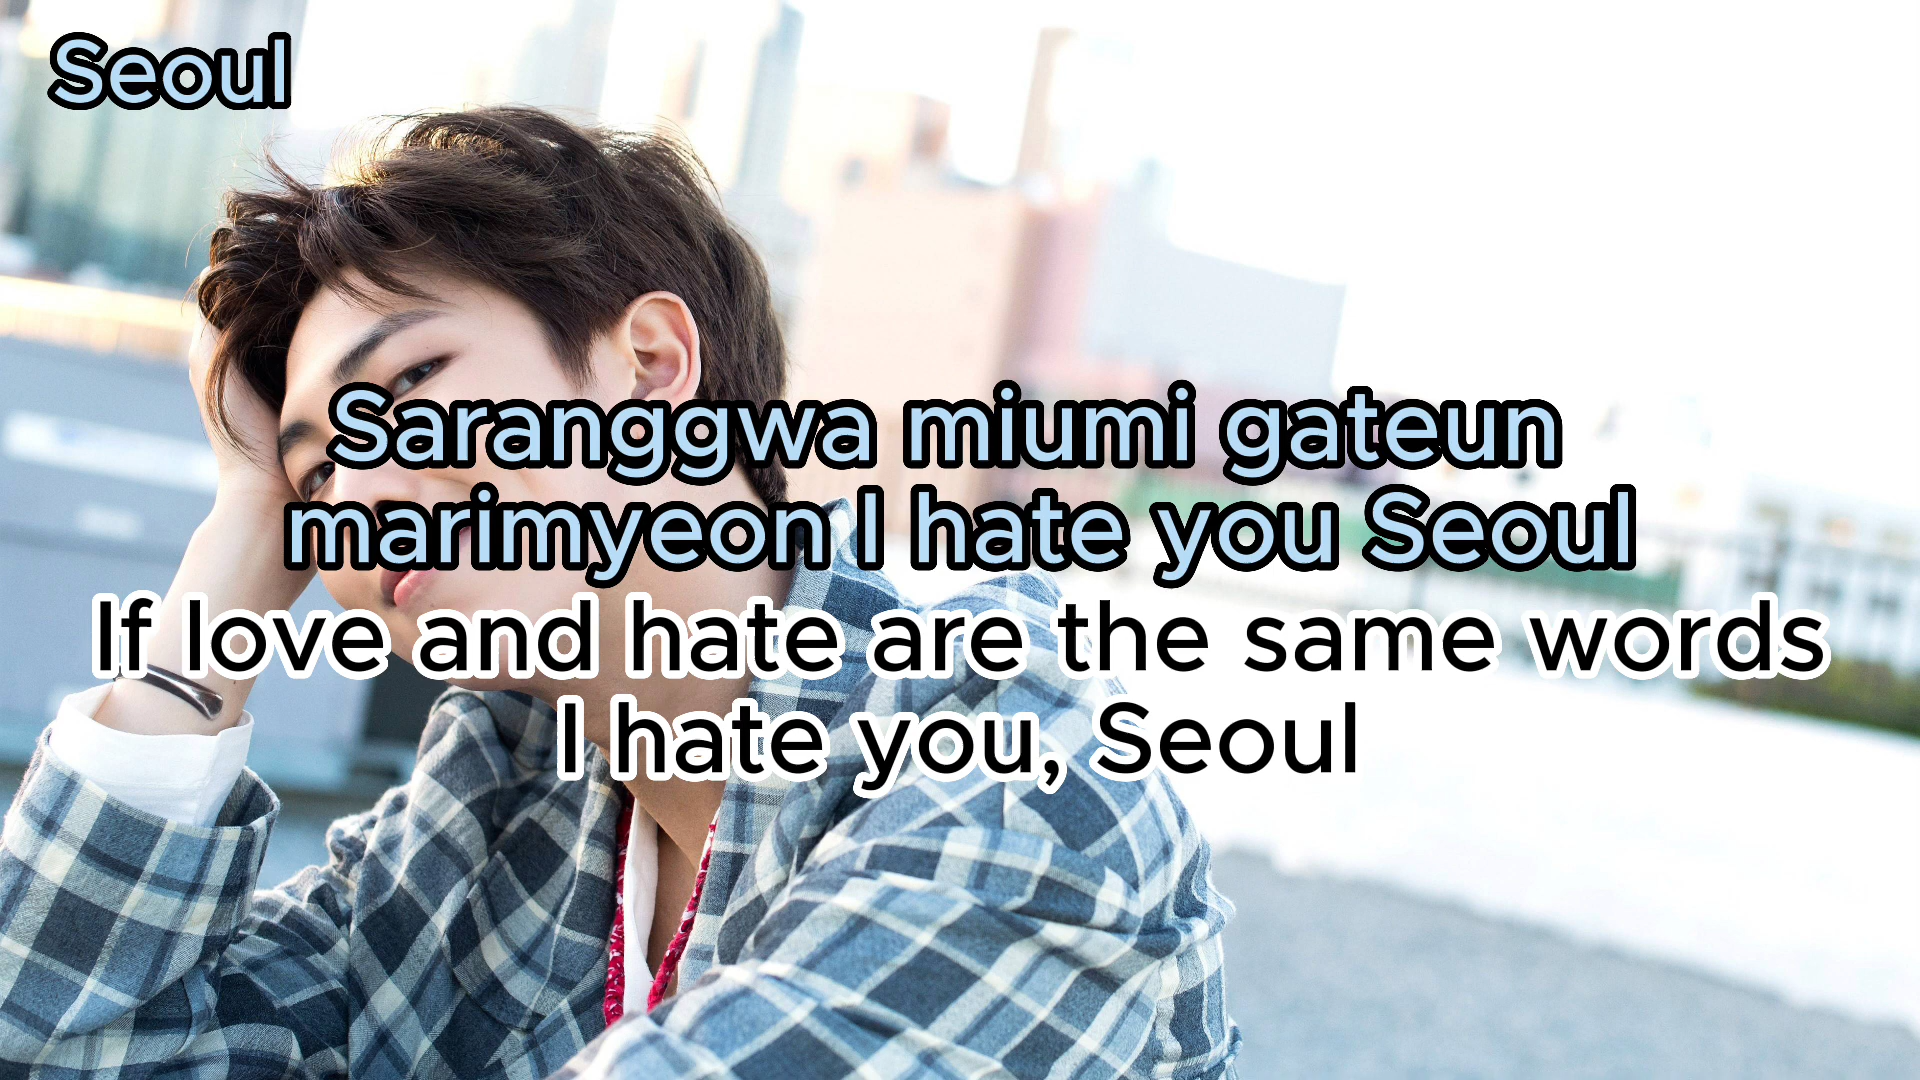 Seoul
Saranggwa miumi gateun
marimyeon I hate you Seoul
If love and hate are the same words
I hate you, Seoul